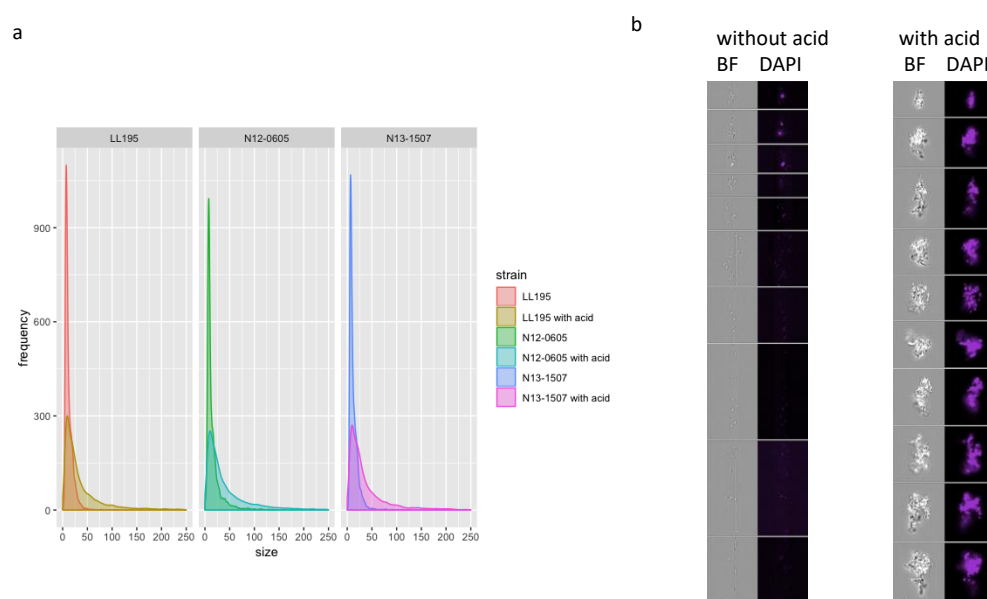 a
LL195 N12-0605 N13-1507
900
600
300
0
frequency
0 50 100 150 200 250 0 50 100 150 200 250 0 50 100 150 200 250
size
strain
LL195
LL195 with acid
N12-0605
N12-0605 with acid
N13-1507
N13-1507 with acid
b
without acid with acid
BF DAPI BF DAPI